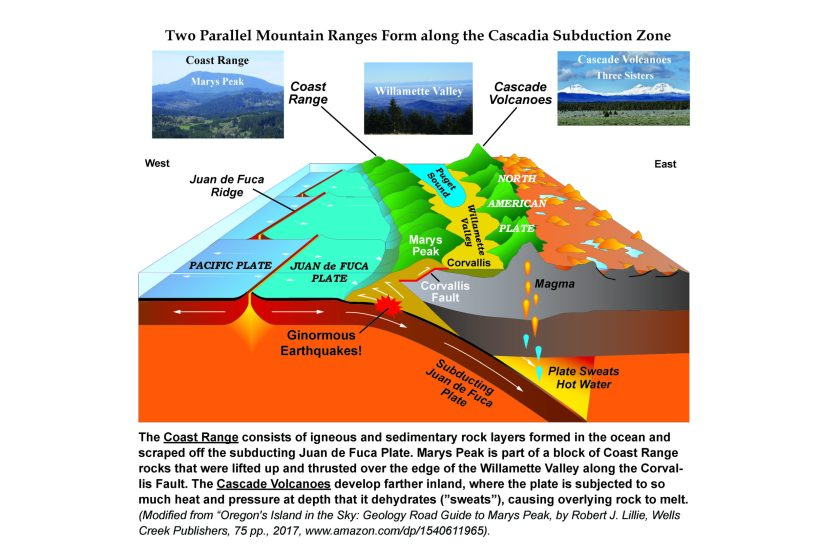 Two Parallel Mountain Ranges Form along the Cascadia Subduction Zone
Coast Range
Marys Peak
Coast
Range
Willamette Valley
Cascade
Volcanoes
Cascade Volcanoes
Three Sisters
West
East
Juan de Fuca
Ridge
Puget
Sound
NORTH
AMERICAN
PLATE
Willamette
Valley
Marys
Peak
Corvallis
PACIFIC PLATE
JUAN de FUCA
PLATE
Corvallis
Fault
Magma
Ginormous
Earthquakes!
Subducting
Juan de Fuca
Plate
Plate Sweats
Hot Water
The Coast Range consists of igneous and sedimentary rock layers formed in the ocean and
scraped off the subducting Juan de Fuca Plate. Marys Peak is part of a block of Coast Range
rocks that were lifted up and thrusted over the edge of the Willamette Valley along the Corval-
lis Fault. The Cascade Volcanoes develop farther inland, where the plate is subjected to so
much heat and pressure at depth that it dehydrates ("sweats"), causing overlying rock to melt.
(Modified from "Oregon's Island in the Sky: Geology Road Guide to Marys Peak, by Robert J. Lillie, Wells
Creek Publishers, 75 pp., 2017, www.amazon.com/dp/1540611965).